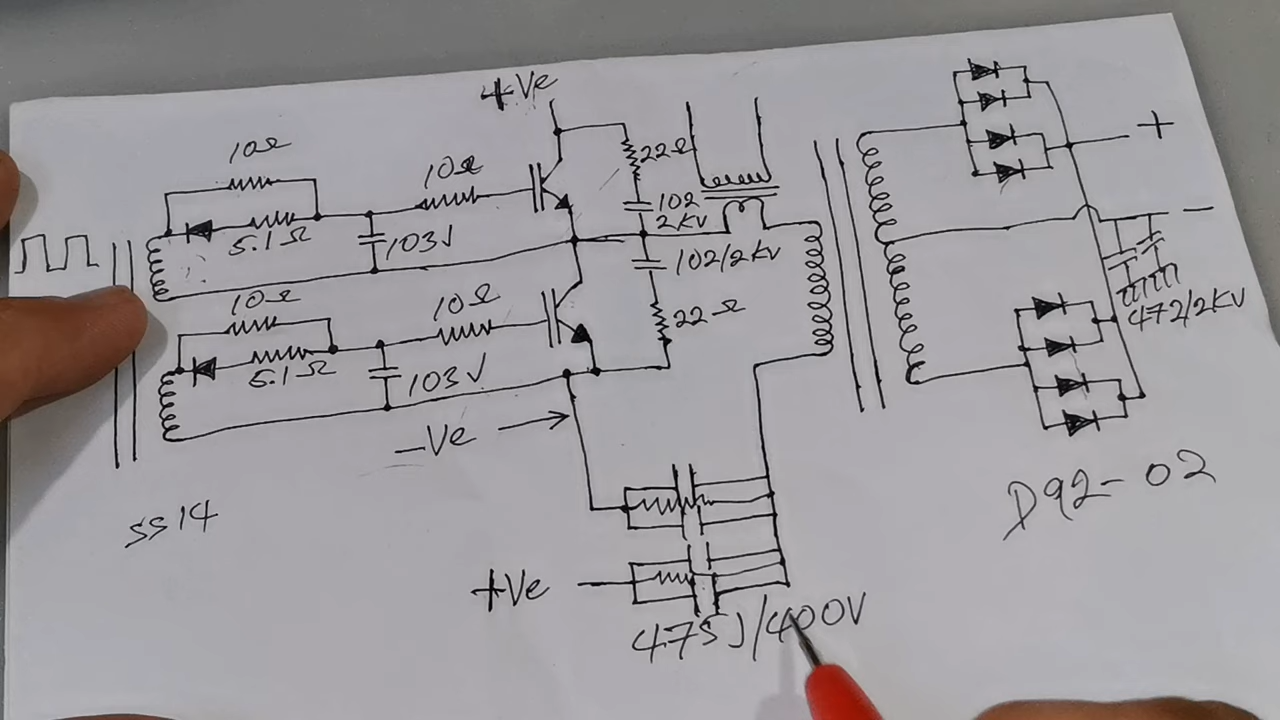 +Ve
10Ω
10Ω
22Ω
+
5.1Ω
103J
102
2KV
−
102/2KV
10Ω
10Ω
22Ω
472/2KV
5.1Ω
103J
−Ve
D92-02
SS14
+Ve
475J/400V